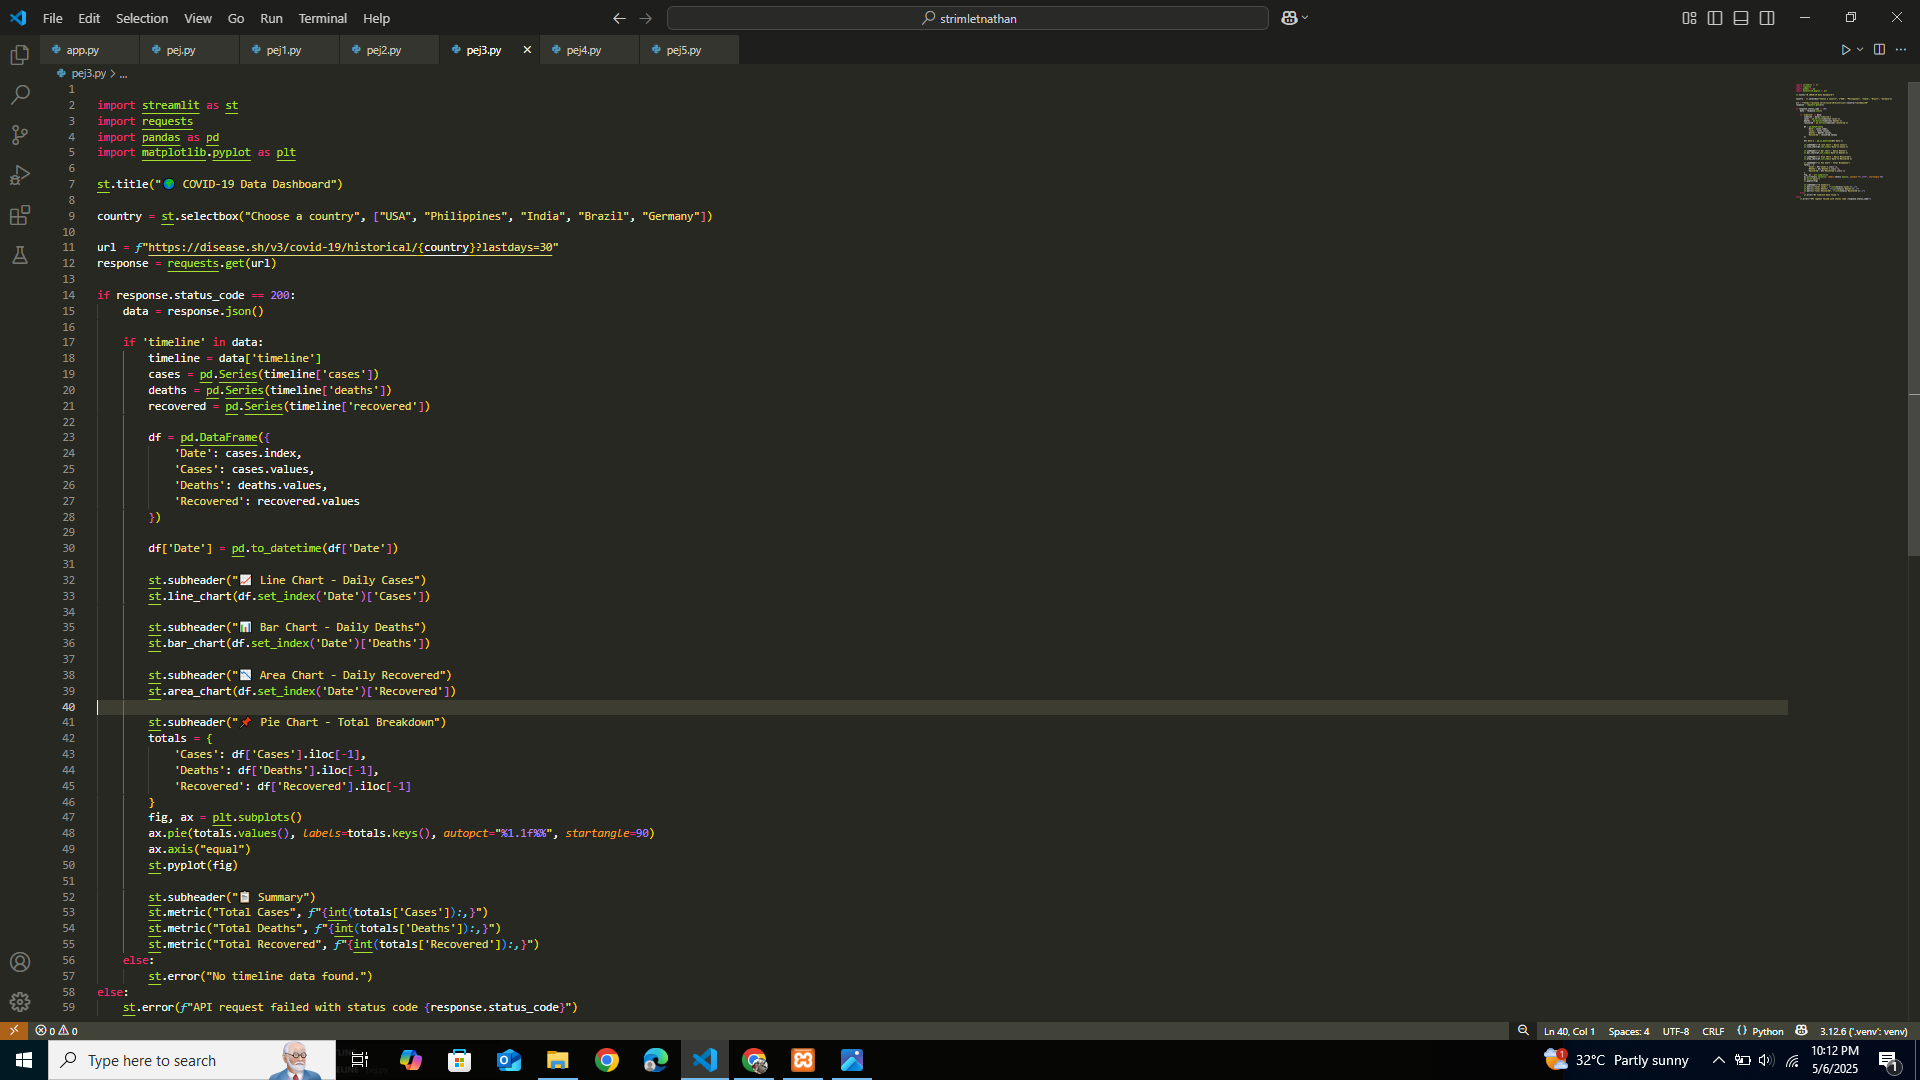 File Edit Selection View Go Run Terminal Help
strimletnathan
app.py pej.py pej1.py pej2.py pej3.py pej4.py pej5.py
pej3.py > ...
1
2 import streamlit as st
3 import requests
4 import pandas as pd
5 import matplotlib.pyplot as plt
6
7 st.title("🌍 COVID-19 Data Dashboard")
8
9 country = st.selectbox("Choose a country", ["USA", "Philippines", "India", "Brazil", "Germany"])
10
11 url = f"https://disease.sh/v3/covid-19/historical/{country}?lastdays=30"
12 response = requests.get(url)
13
14 if response.status_code == 200:
15     data = response.json()
16
17     if 'timeline' in data:
18         timeline = data['timeline']
19         cases = pd.Series(timeline['cases'])
20         deaths = pd.Series(timeline['deaths'])
21         recovered = pd.Series(timeline['recovered'])
22
23         df = pd.DataFrame({
24             'Date': cases.index,
25             'Cases': cases.values,
26             'Deaths': deaths.values,
27             'Recovered': recovered.values
28         })
29
30         df['Date'] = pd.to_datetime(df['Date'])
31
32         st.subheader("📈 Line Chart - Daily Cases")
33         st.line_chart(df.set_index('Date')['Cases'])
34
35         st.subheader("📊 Bar Chart - Daily Deaths")
36         st.bar_chart(df.set_index('Date')['Deaths'])
37
38         st.subheader("📉 Area Chart - Daily Recovered")
39         st.area_chart(df.set_index('Date')['Recovered'])
40
41         st.subheader("📌 Pie Chart - Total Breakdown")
42         totals = {
43             'Cases': df['Cases'].iloc[-1],
44             'Deaths': df['Deaths'].iloc[-1],
45             'Recovered': df['Recovered'].iloc[-1]
46         }
47         fig, ax = plt.subplots()
48         ax.pie(totals.values(), labels=totals.keys(), autopct="%1.1f%%", startangle=90)
49         ax.axis("equal")
50         st.pyplot(fig)
51
52         st.subheader("📋 Summary")
53         st.metric("Total Cases", f"{int(totals['Cases']):,}")
54         st.metric("Total Deaths", f"{int(totals['Deaths']):,}")
55         st.metric("Total Recovered", f"{int(totals['Recovered']):,}")
56     else:
57         st.error("No timeline data found.")
58 else:
59     st.error(f"API request failed with status code {response.status_code}")
0 0 Ln 40, Col 1 Spaces: 4 UTF-8 CRLF {} Python 3.12.6 ('.venv': venv)
Type here to search 32°C Partly sunny 10:12 PM
5/6/2025